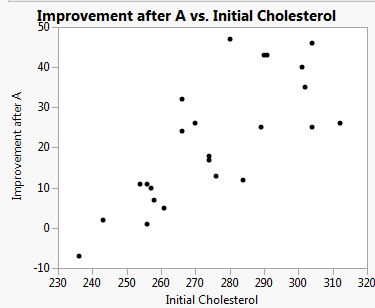 Improvement after A vs. Initial Cholesterol
50
40
30
20
10
0
-10
Improvement after A
230 240 250 260 270 280 290 300 310 320
Initial Cholesterol